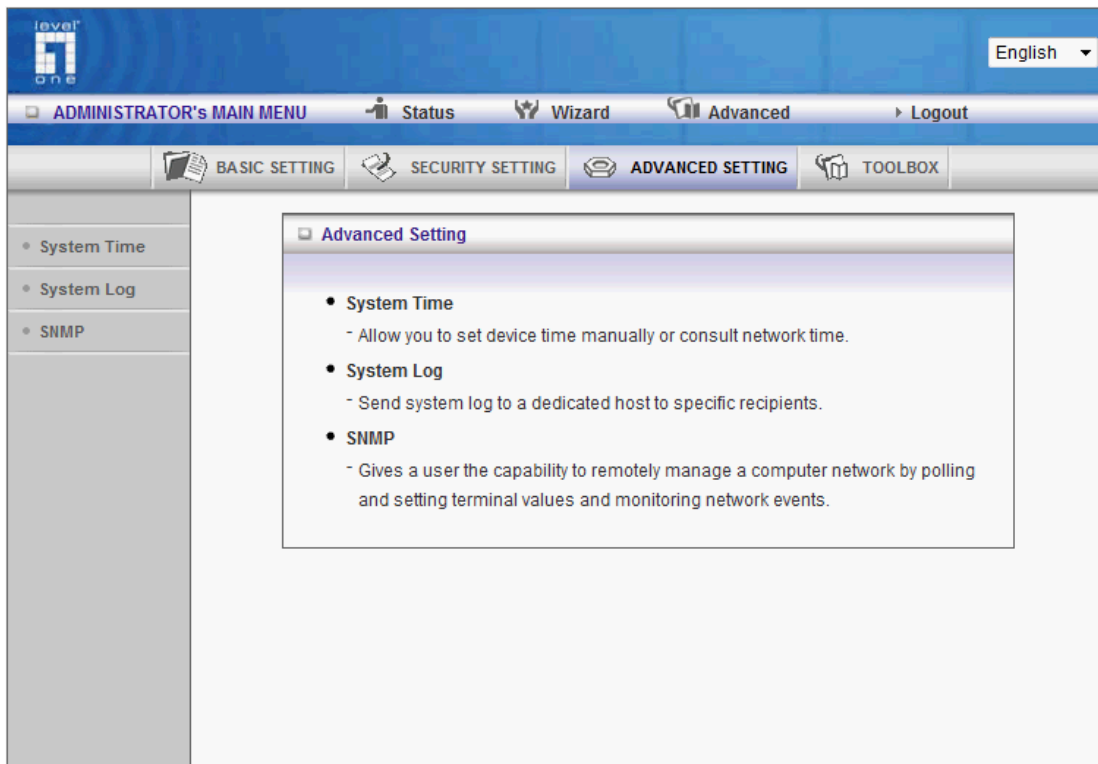 level
one
English
ADMINISTRATOR's MAIN MENU Status Wizard Advanced Logout
BASIC SETTING SECURITY SETTING ADVANCED SETTING TOOLBOX
System Time
System Log
SNMP
Advanced Setting
System Time
- Allow you to set device time manually or consult network time.
System Log
- Send system log to a dedicated host to specific recipients.
SNMP
- Gives a user the capability to remotely manage a computer network by polling
and setting terminal values and monitoring network events.